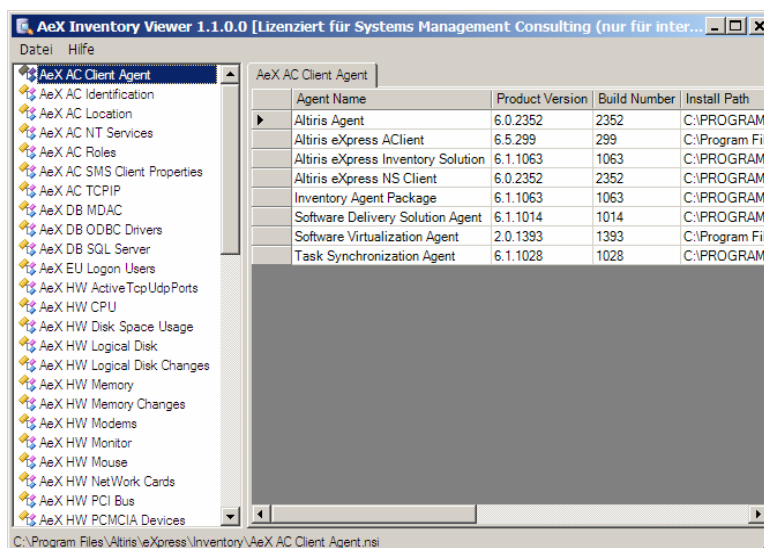 AeX Inventory Viewer 1.1.0.0 [Lizenziert für Systems Management Consulting (nur für inter...
Datei Hilfe
AeX AC Client Agent
AeX AC Identification
AeX AC Location
AeX AC NT Services
AeX AC Roles
AeX AC SMS Client Properties
AeX AC TCPIP
AeX DB MDAC
AeX DB ODBC Drivers
AeX DB SQL Server
AeX EU Logon Users
AeX HW ActiveTcpUdpPorts
AeX HW CPU
AeX HW Disk Space Usage
AeX HW Logical Disk
AeX HW Logical Disk Changes
AeX HW Memory
AeX HW Memory Changes
AeX HW Modems
AeX HW Monitor
AeX HW Mouse
AeX HW NetWork Cards
AeX HW PCI Bus
AeX HW PCMCIA Devices
AeX AC Client Agent
Agent Name Product Version Build Number Install Path
Altiris Agent 6.0.2352 2352 C:\PROGRAM
Altiris eXpress AClient 6.5.299 299 C:\Program Fil
Altiris eXpress Inventory Solution 6.1.1063 1063 C:\PROGRAM
Altiris eXpress NS Client 6.0.2352 2352 C:\PROGRAM
Inventory Agent Package 6.1.1063 1063 C:\PROGRAM
Software Delivery Solution Agent 6.1.1014 1014 C:\PROGRAM
Software Virtualization Agent 2.0.1393 1393 C:\Program Fil
Task Synchronization Agent 6.1.1028 1028 C:\PROGRAM
C:\Program Files\Altiris\eXpress\Inventory\AeX AC Client Agent.nsi